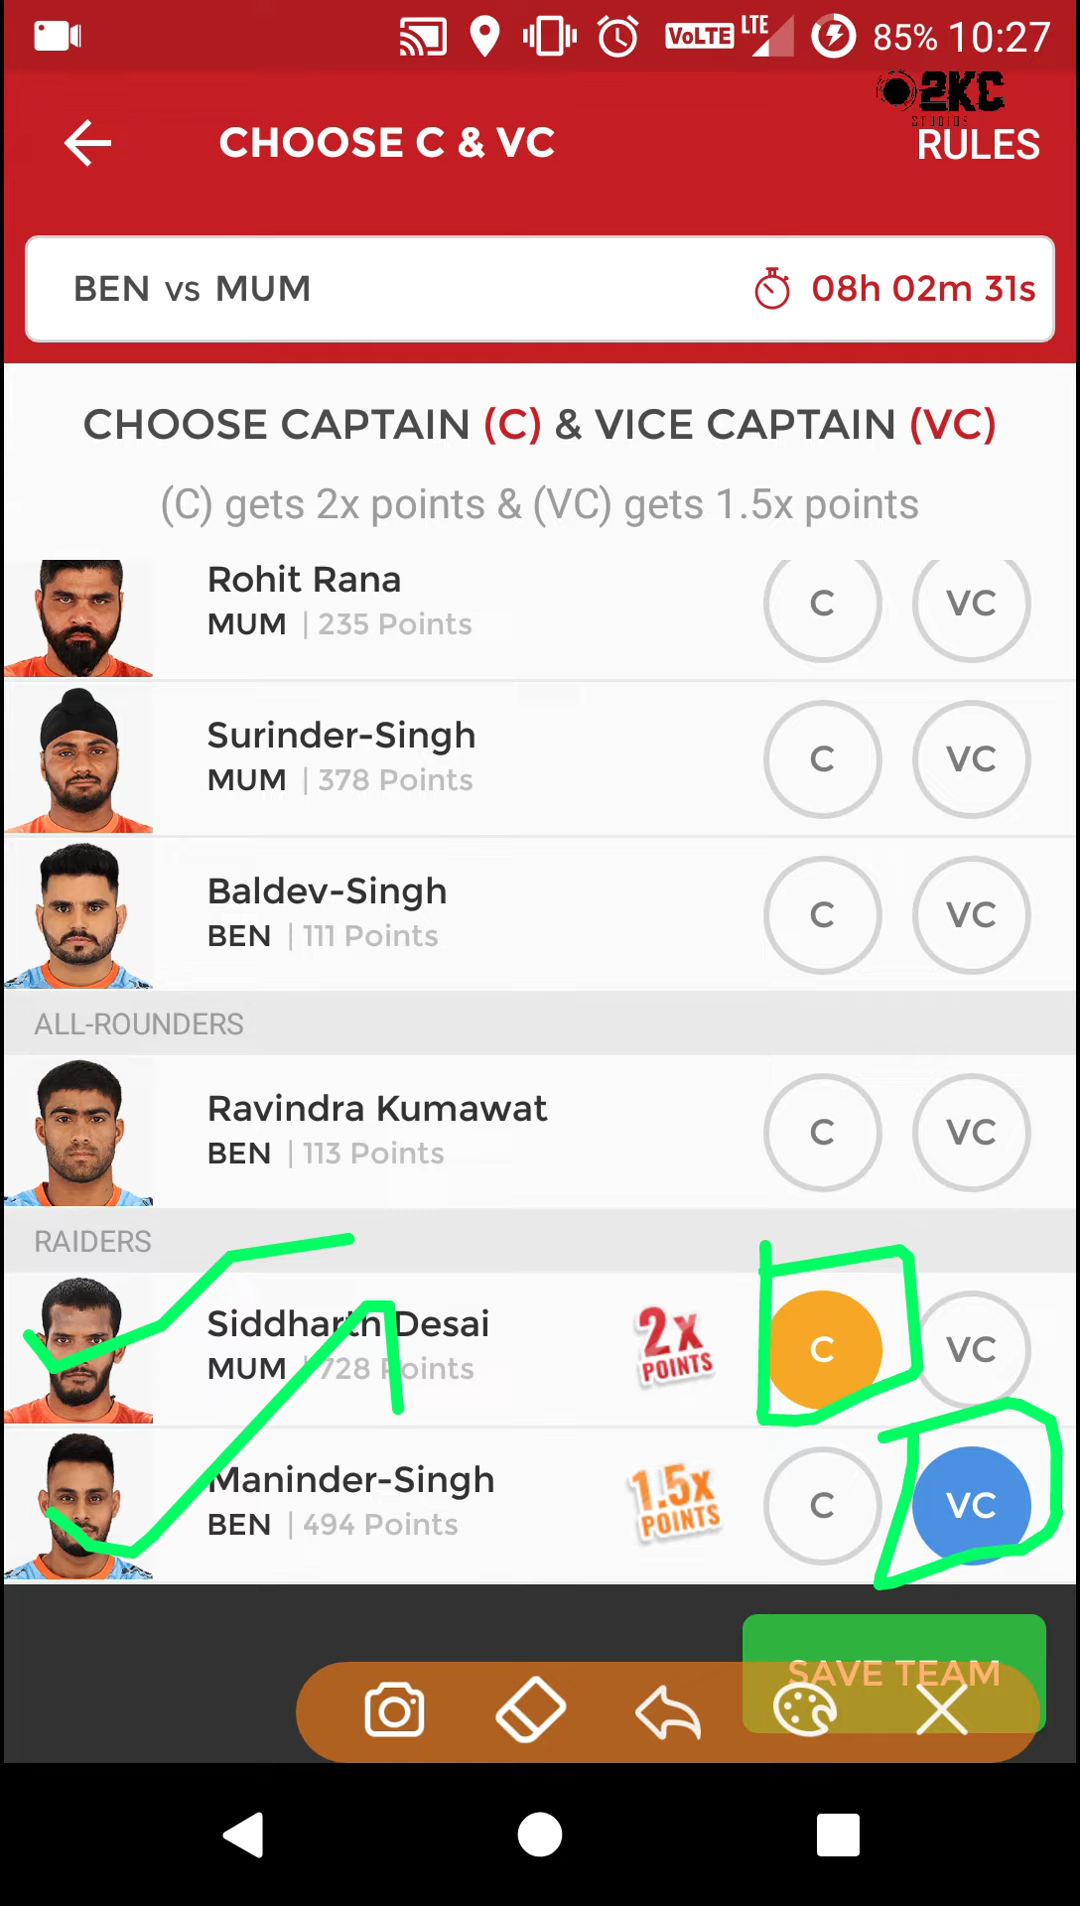 VoLTE LTE 85% 10:27
2KC
STUDIOS
CHOOSE C & VC RULES
BEN vs MUM 08h 02m 31s
CHOOSE CAPTAIN (C) & VICE CAPTAIN (VC)
(C) gets 2x points & (VC) gets 1.5x points
Rohit Rana
MUM | 235 Points C VC
Surinder-Singh
MUM | 378 Points C VC
Baldev-Singh
BEN | 111 Points C VC
ALL-ROUNDERS
Ravindra Kumawat
BEN | 113 Points C VC
RAIDERS
Siddharth Desai
MUM | 728 Points 2x POINTS C VC
Maninder-Singh
BEN | 494 Points 1.5x POINTS C VC
SAVE TEAM